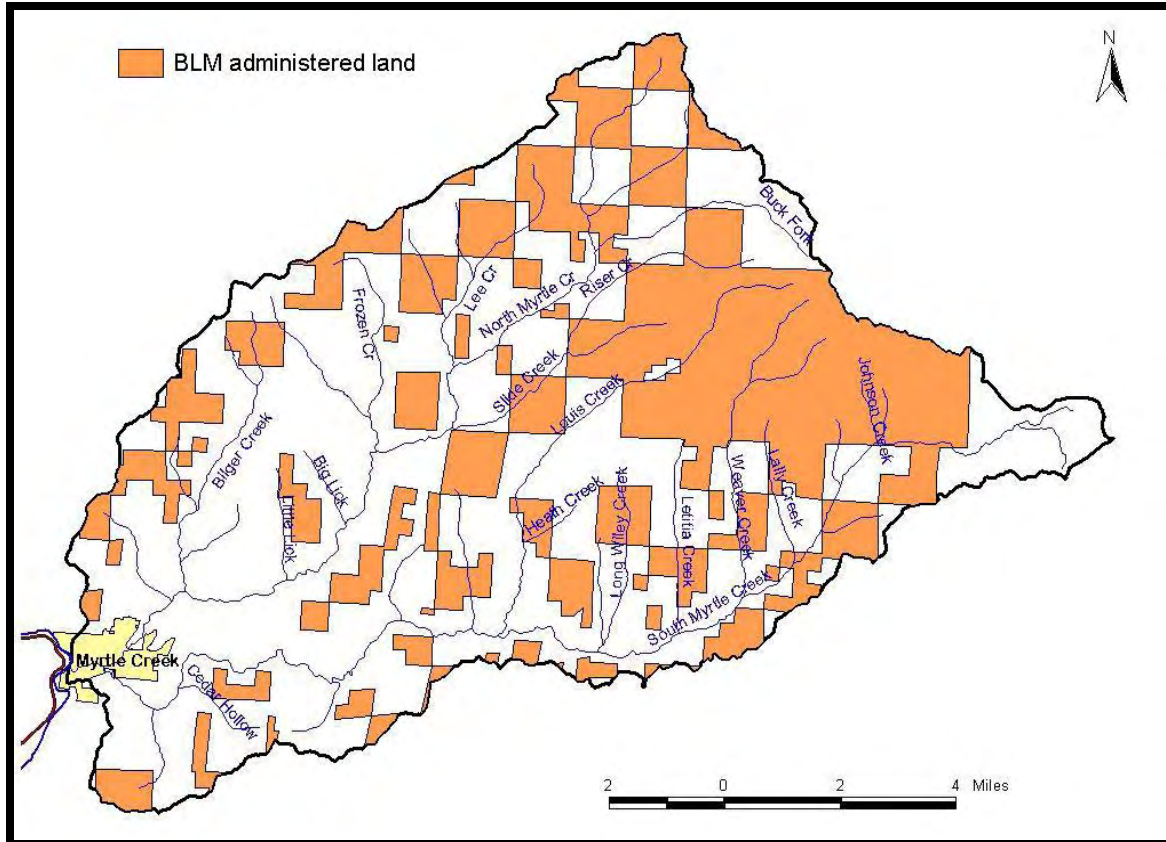 N
BLM administered land
Buck Fork
Lee Cr
North Myrtle Cr
Riser Cr
Frozen Cr
Slide Creek
Louis Creek
Johnson Creek
Bilger Creek
Big Lick
Little Lick
Heath Creek
Long Wiley Creek
Letitia Creek
Weaver Creek
Lally Creek
South Myrtle Creek
Myrtle Creek
Cedar Hollow
2 0 2 4 Miles